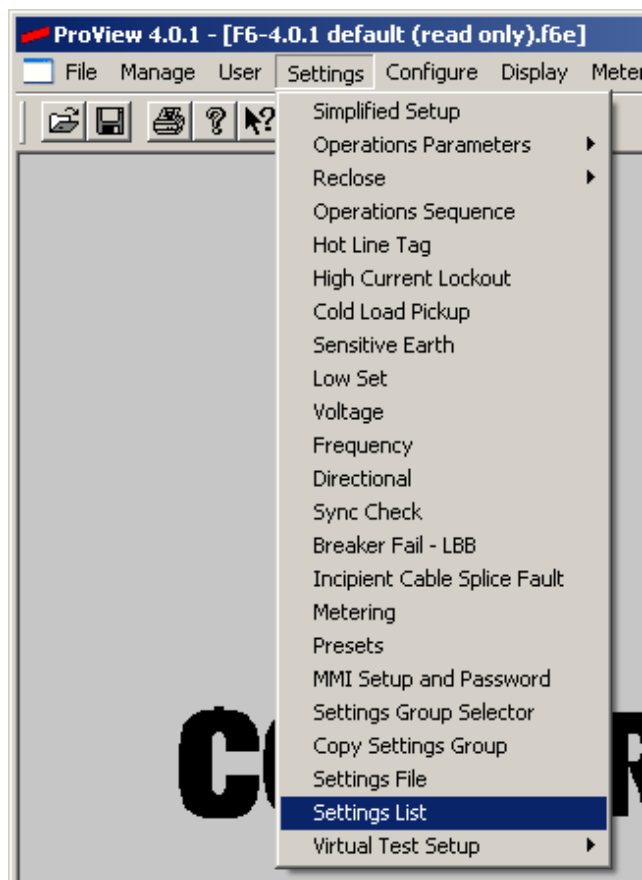 ProView 4.0.1 - [F6-4.0.1 default (read only).f6e]
File Manage User Settings Configure Display Meter
Simplified Setup
Operations Parameters
Reclose
Operations Sequence
Hot Line Tag
High Current Lockout
Cold Load Pickup
Sensitive Earth
Low Set
Voltage
Frequency
Directional
Sync Check
Breaker Fail - LBB
Incipient Cable Splice Fault
Metering
Presets
MMI Setup and Password
Settings Group Selector
Copy Settings Group
Settings File
Settings List
Virtual Test Setup